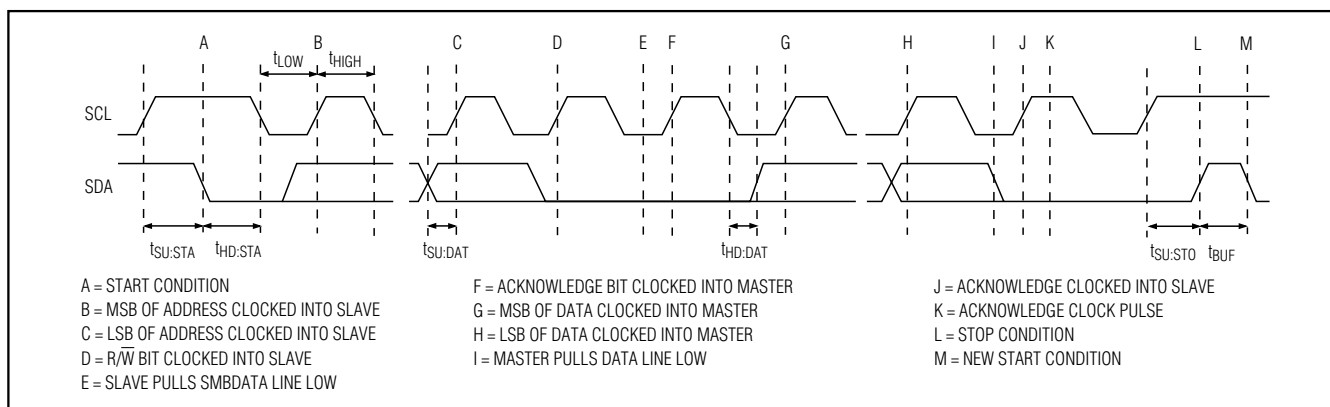 A B C D E F G H I J K L M
tLOW tHIGH
SCL
SDA
tSU:STA tHD:STA tSU:DAT tHD:DAT tSU:STO tBUF
A = START CONDITION
B = MSB OF ADDRESS CLOCKED INTO SLAVE
C = LSB OF ADDRESS CLOCKED INTO SLAVE
D = R/W̅ BIT CLOCKED INTO SLAVE
E = SLAVE PULLS SMBDATA LINE LOW
F = ACKNOWLEDGE BIT CLOCKED INTO MASTER
G = MSB OF DATA CLOCKED INTO MASTER
H = LSB OF DATA CLOCKED INTO MASTER
I = MASTER PULLS DATA LINE LOW
J = ACKNOWLEDGE CLOCKED INTO SLAVE
K = ACKNOWLEDGE CLOCK PULSE
L = STOP CONDITION
M = NEW START CONDITION